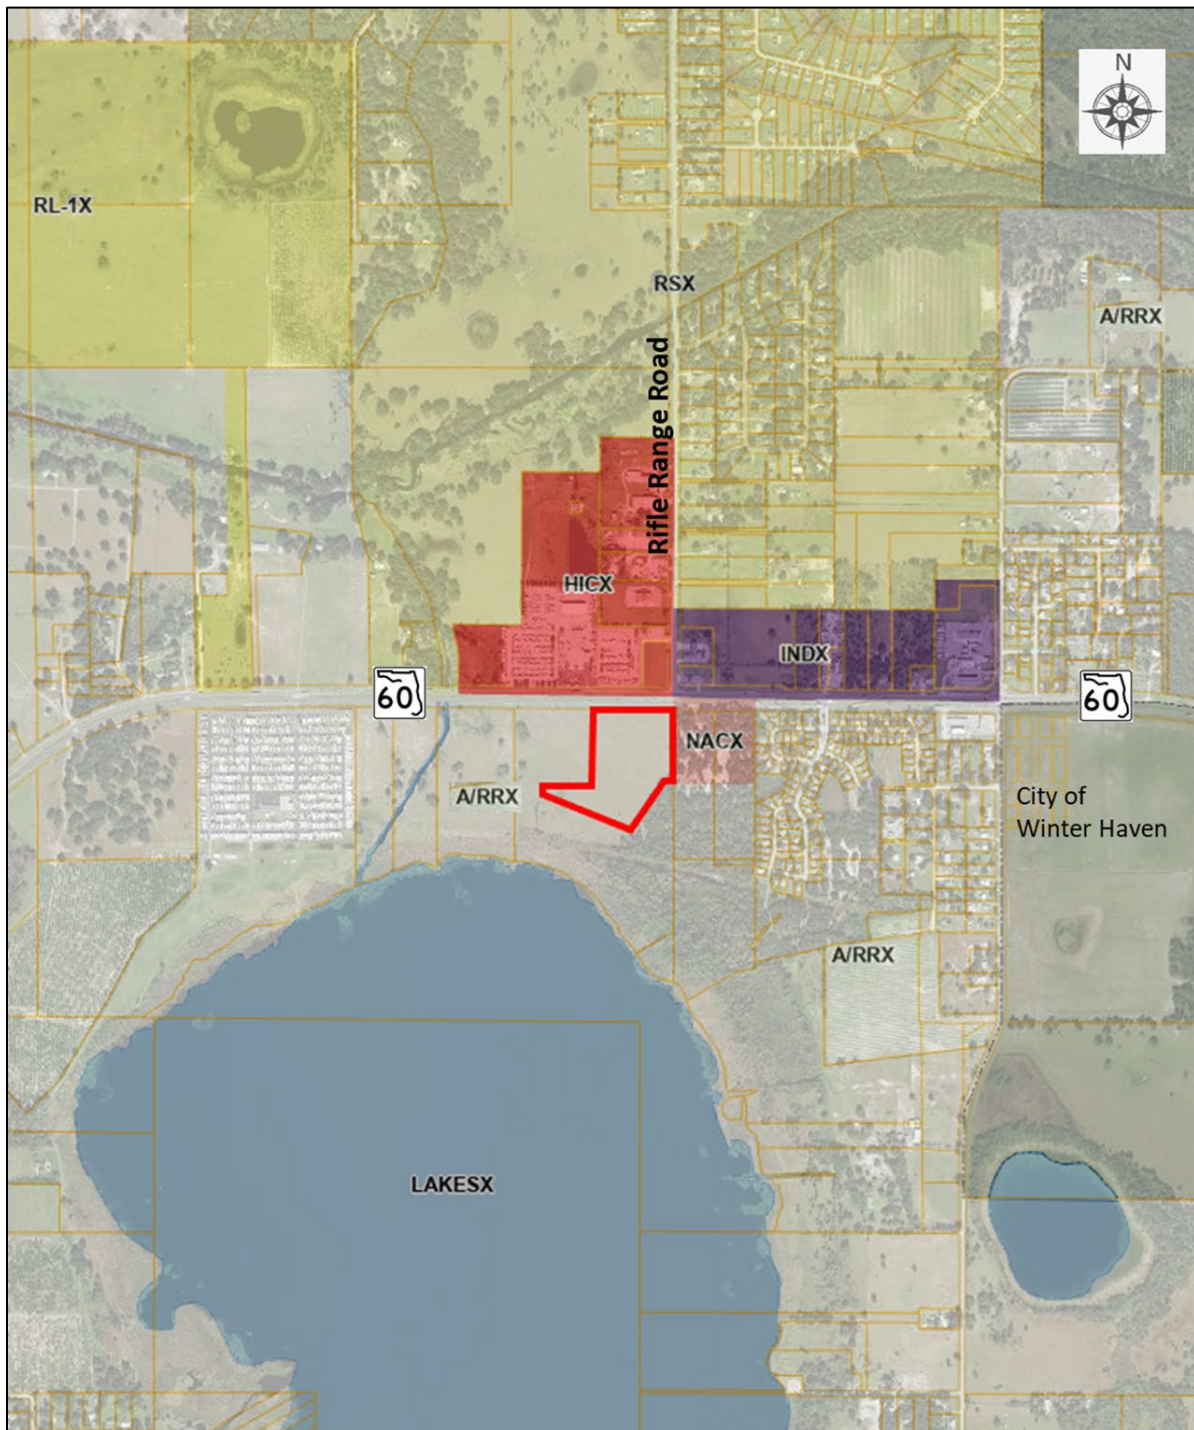 N
RL-1X
RSX
A/RRX
Rifle Range Road
HICX
INDX
60
60
NACX
A/RRX
City of
Winter Haven
A/RRX
LAKESX